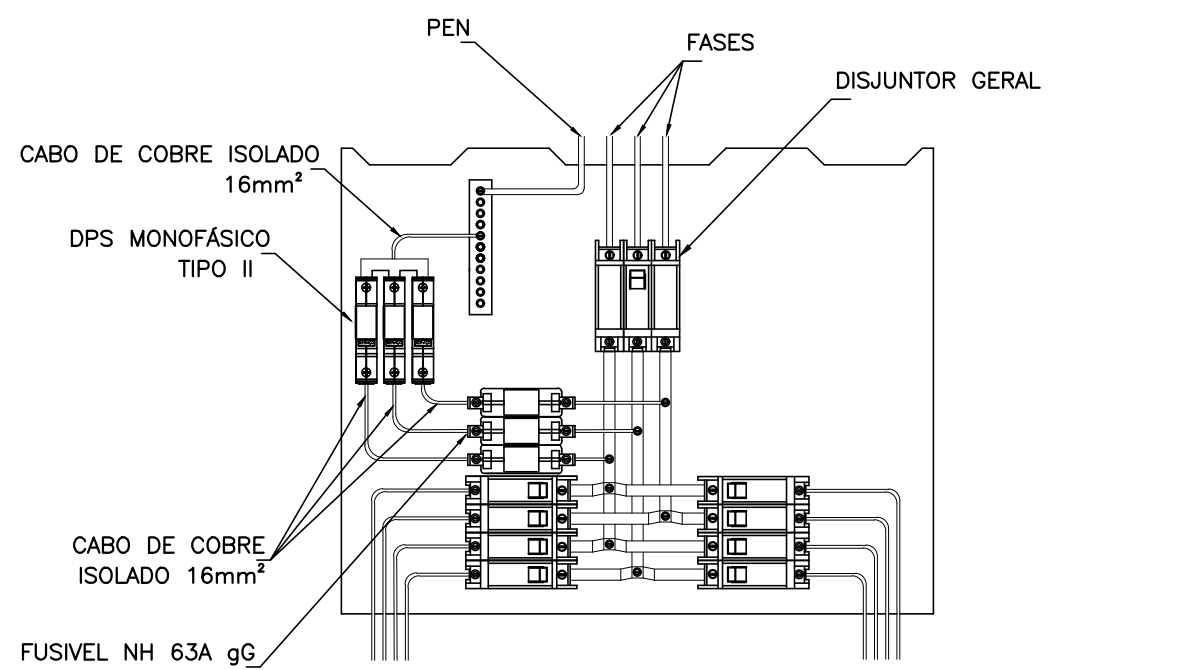 PEN
FASES
DISJUNTOR GERAL
CABO DE COBRE ISOLADO
16mm²
DPS MONOFÁSICO
TIPO II
CABO DE COBRE
ISOLADO 16mm²
FUSIVEL NH 63A gG